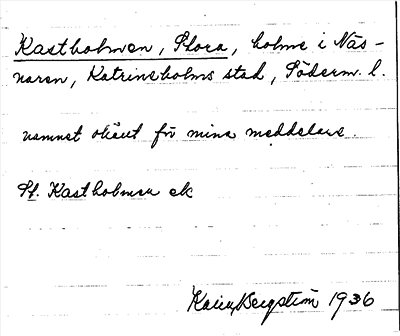 Kastholmen, Stora, holme i Näs-
naren, Katrineholms stad, Söderm. l.
namnet okänt för mina meddelare.
St. Kastholmen ek
Karin Bergström 1936